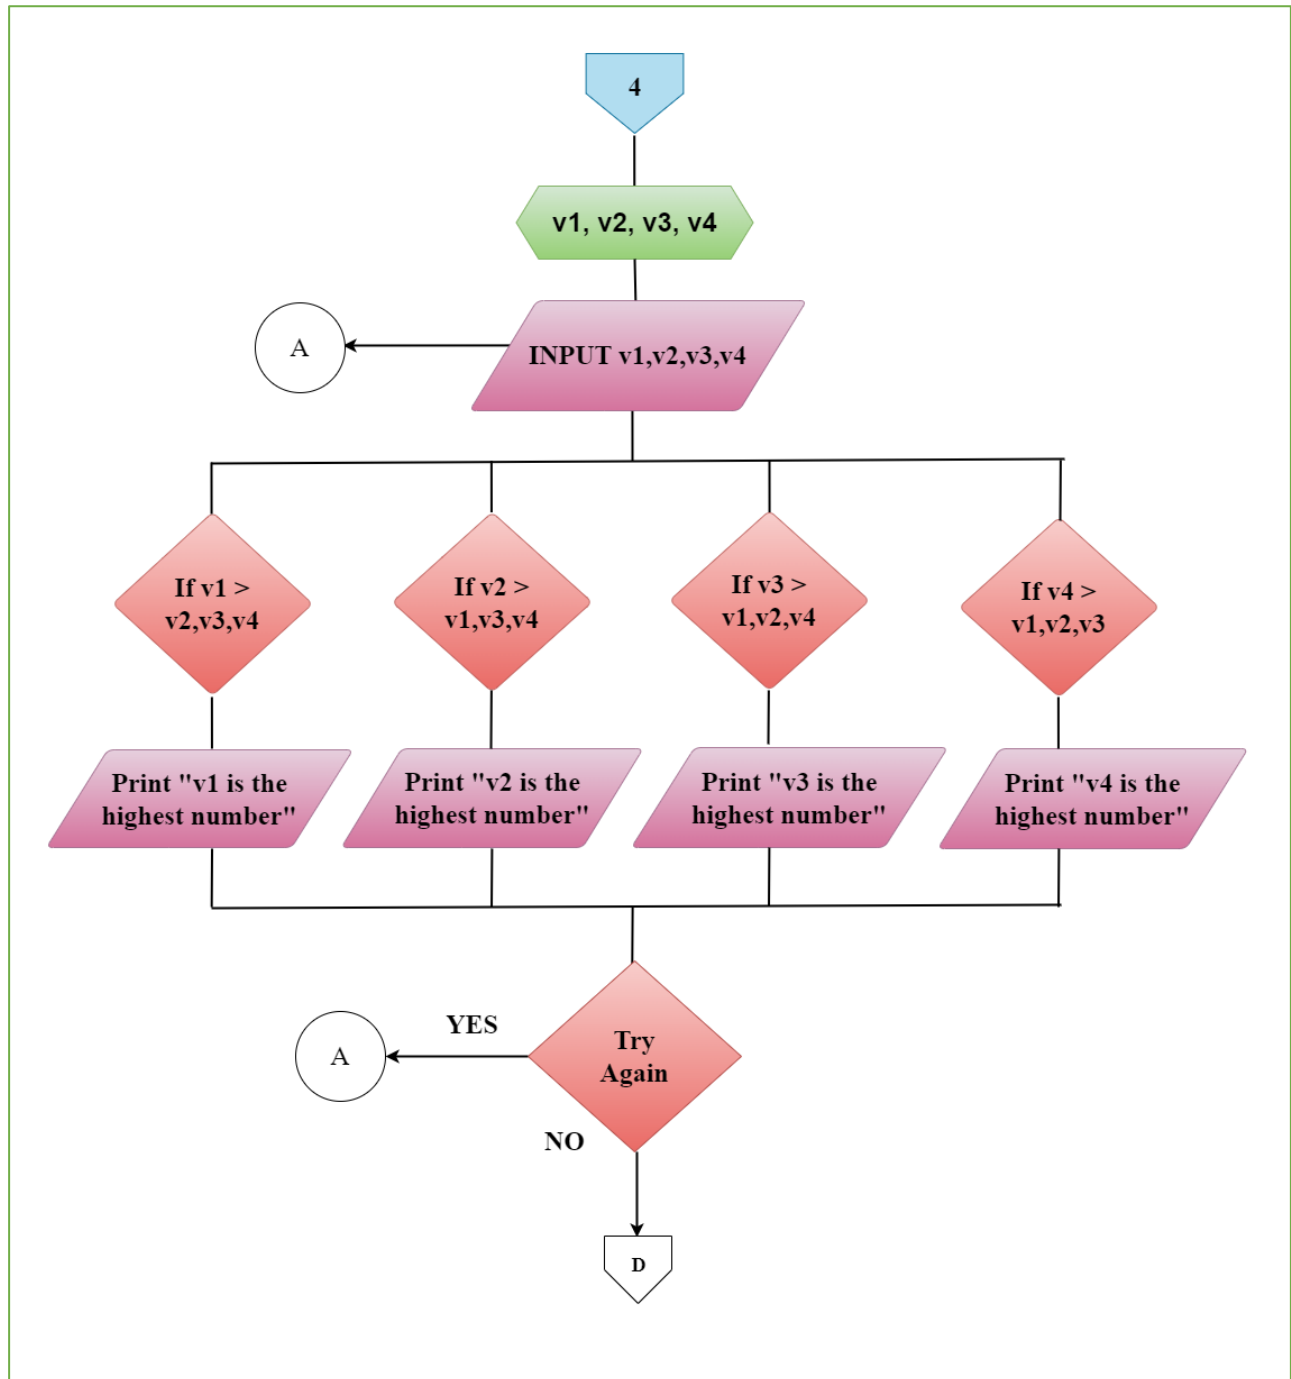 4
v1, v2, v3, v4
A
INPUT v1,v2,v3,v4
If v1 >
v2,v3,v4
If v2 >
v1,v3,v4
If v3 >
v1,v2,v4
If v4 >
v1,v2,v3
Print "v1 is the
highest number"
Print "v2 is the
highest number"
Print "v3 is the
highest number"
Print "v4 is the
highest number"
YES
A
Try
Again
NO
D